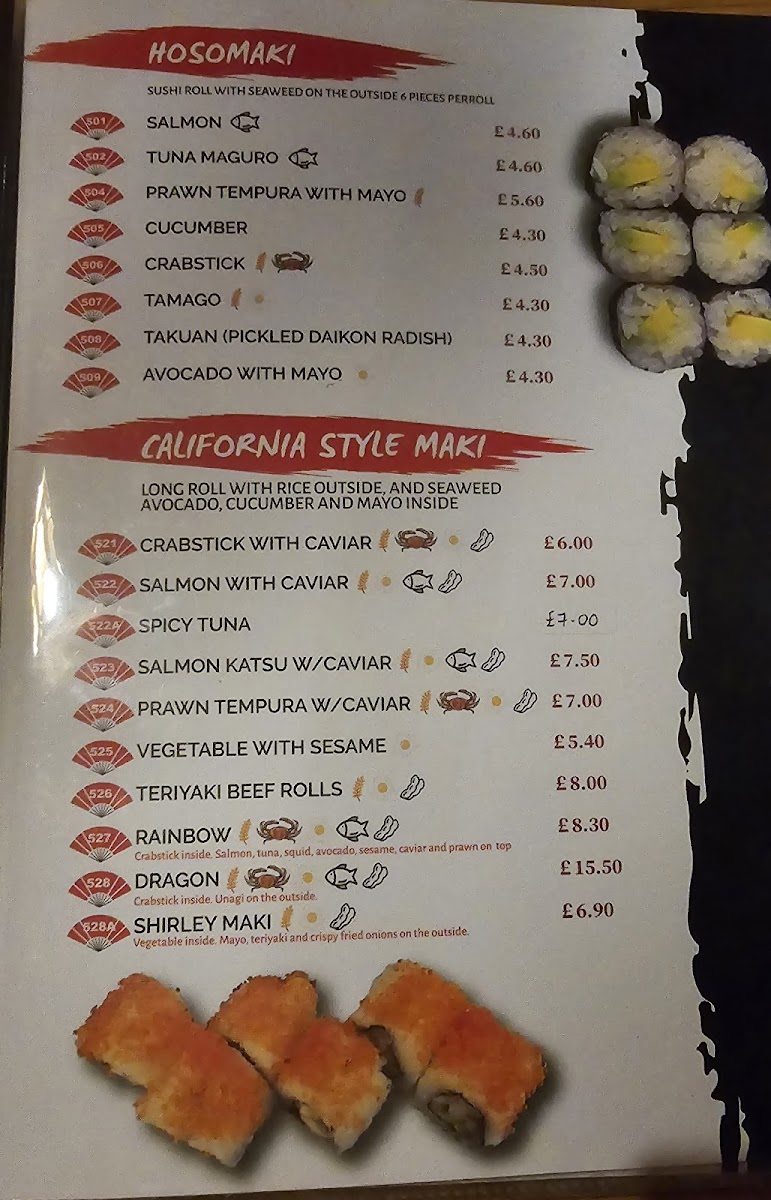 HOSOMAKI
SUSHI ROLL WITH SEAWEED ON THE OUTSIDE 6 PIECES PERROLL
501 SALMON £4.60
502 TUNA MAGURO £4.60
504 PRAWN TEMPURA WITH MAYO £5.60
505 CUCUMBER £4.30
506 CRABSTICK £4.50
507 TAMAGO £4.30
508 TAKUAN (PICKLED DAIKON RADISH) £4.30
509 AVOCADO WITH MAYO £4.30
CALIFORNIA STYLE MAKI
LONG ROLL WITH RICE OUTSIDE, AND SEAWEED
AVOCADO, CUCUMBER AND MAYO INSIDE
521 CRABSTICK WITH CAVIAR £6.00
522 SALMON WITH CAVIAR £7.00
522A SPICY TUNA £7.00
523 SALMON KATSU W/CAVIAR £7.50
524 PRAWN TEMPURA W/CAVIAR £7.00
525 VEGETABLE WITH SESAME £5.40
526 TERIYAKI BEEF ROLLS £8.00
527 RAINBOW £8.30
Crabstick inside. Salmon, tuna, squid, avocado, sesame, caviar and prawn on top
528 DRAGON £15.50
Crabstick inside. Unagi on the outside.
528A SHIRLEY MAKI £6.90
Vegetable inside. Mayo, teriyaki and crispy fried onions on the outside.